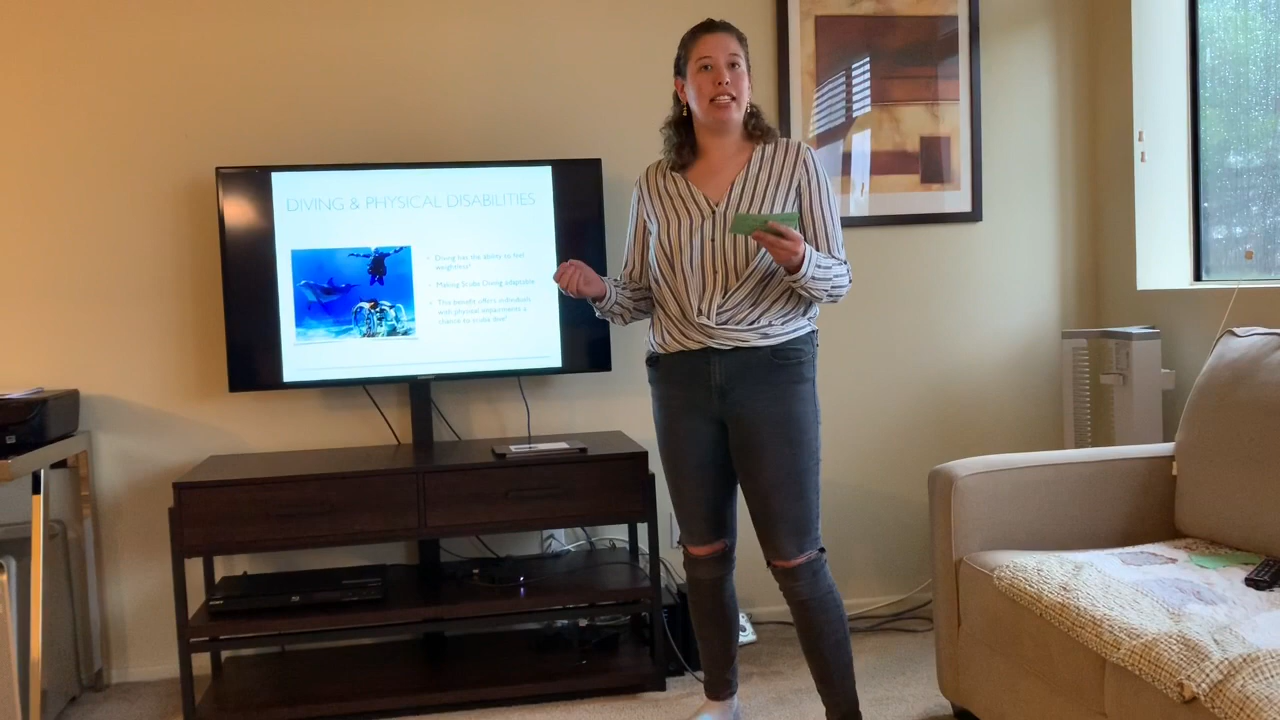 DIVING & PHYSICAL DISABILITIES
• Diving has the ability to feel
weightless!
• Making Scuba Diving adaptable
• This benefit offers individuals
with physical impairments a
chance to scuba dive!
SAMSUNG